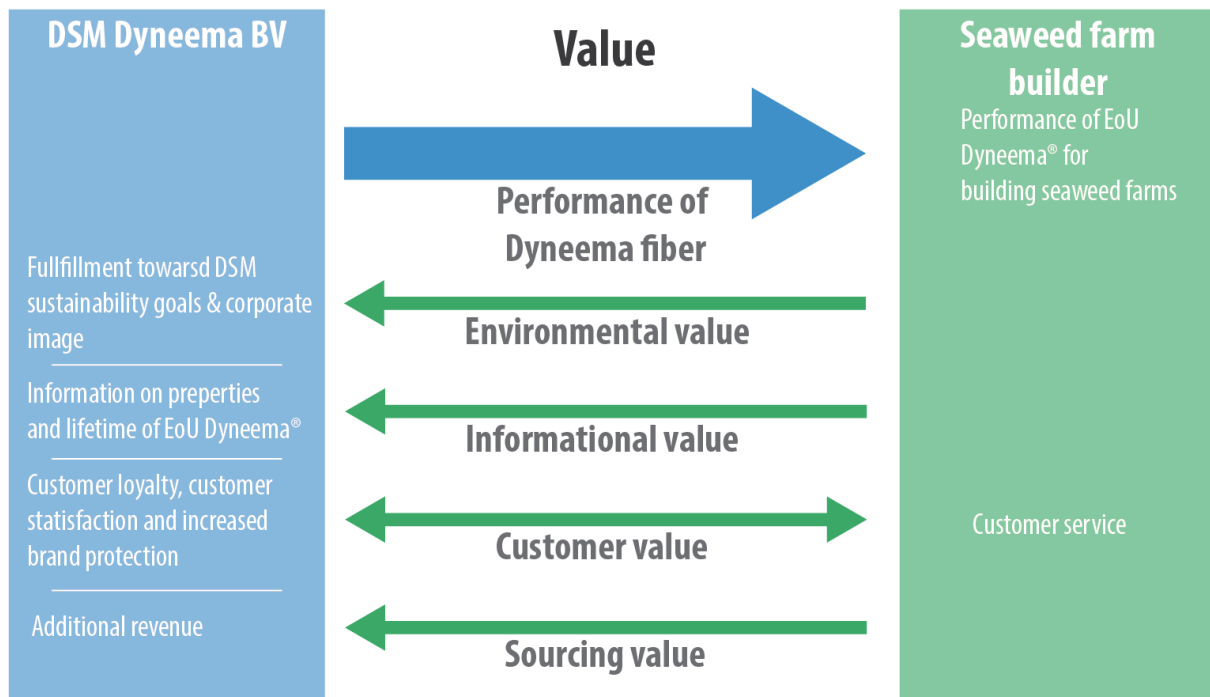 DSM Dyneema BV
Value
Seaweed farm
builder
Performance of EoU
Dyneema® for
building seaweed farms
Performance of
Dyneema fiber
Fullfillment towarsd DSM
sustainability goals & corporate
image
Environmental value
Information on preperties
and lifetime of EoU Dyneema®
Informational value
Customer loyalty, customer
statisfaction and increased
brand protection
Customer value
Customer service
Additional revenue
Sourcing value